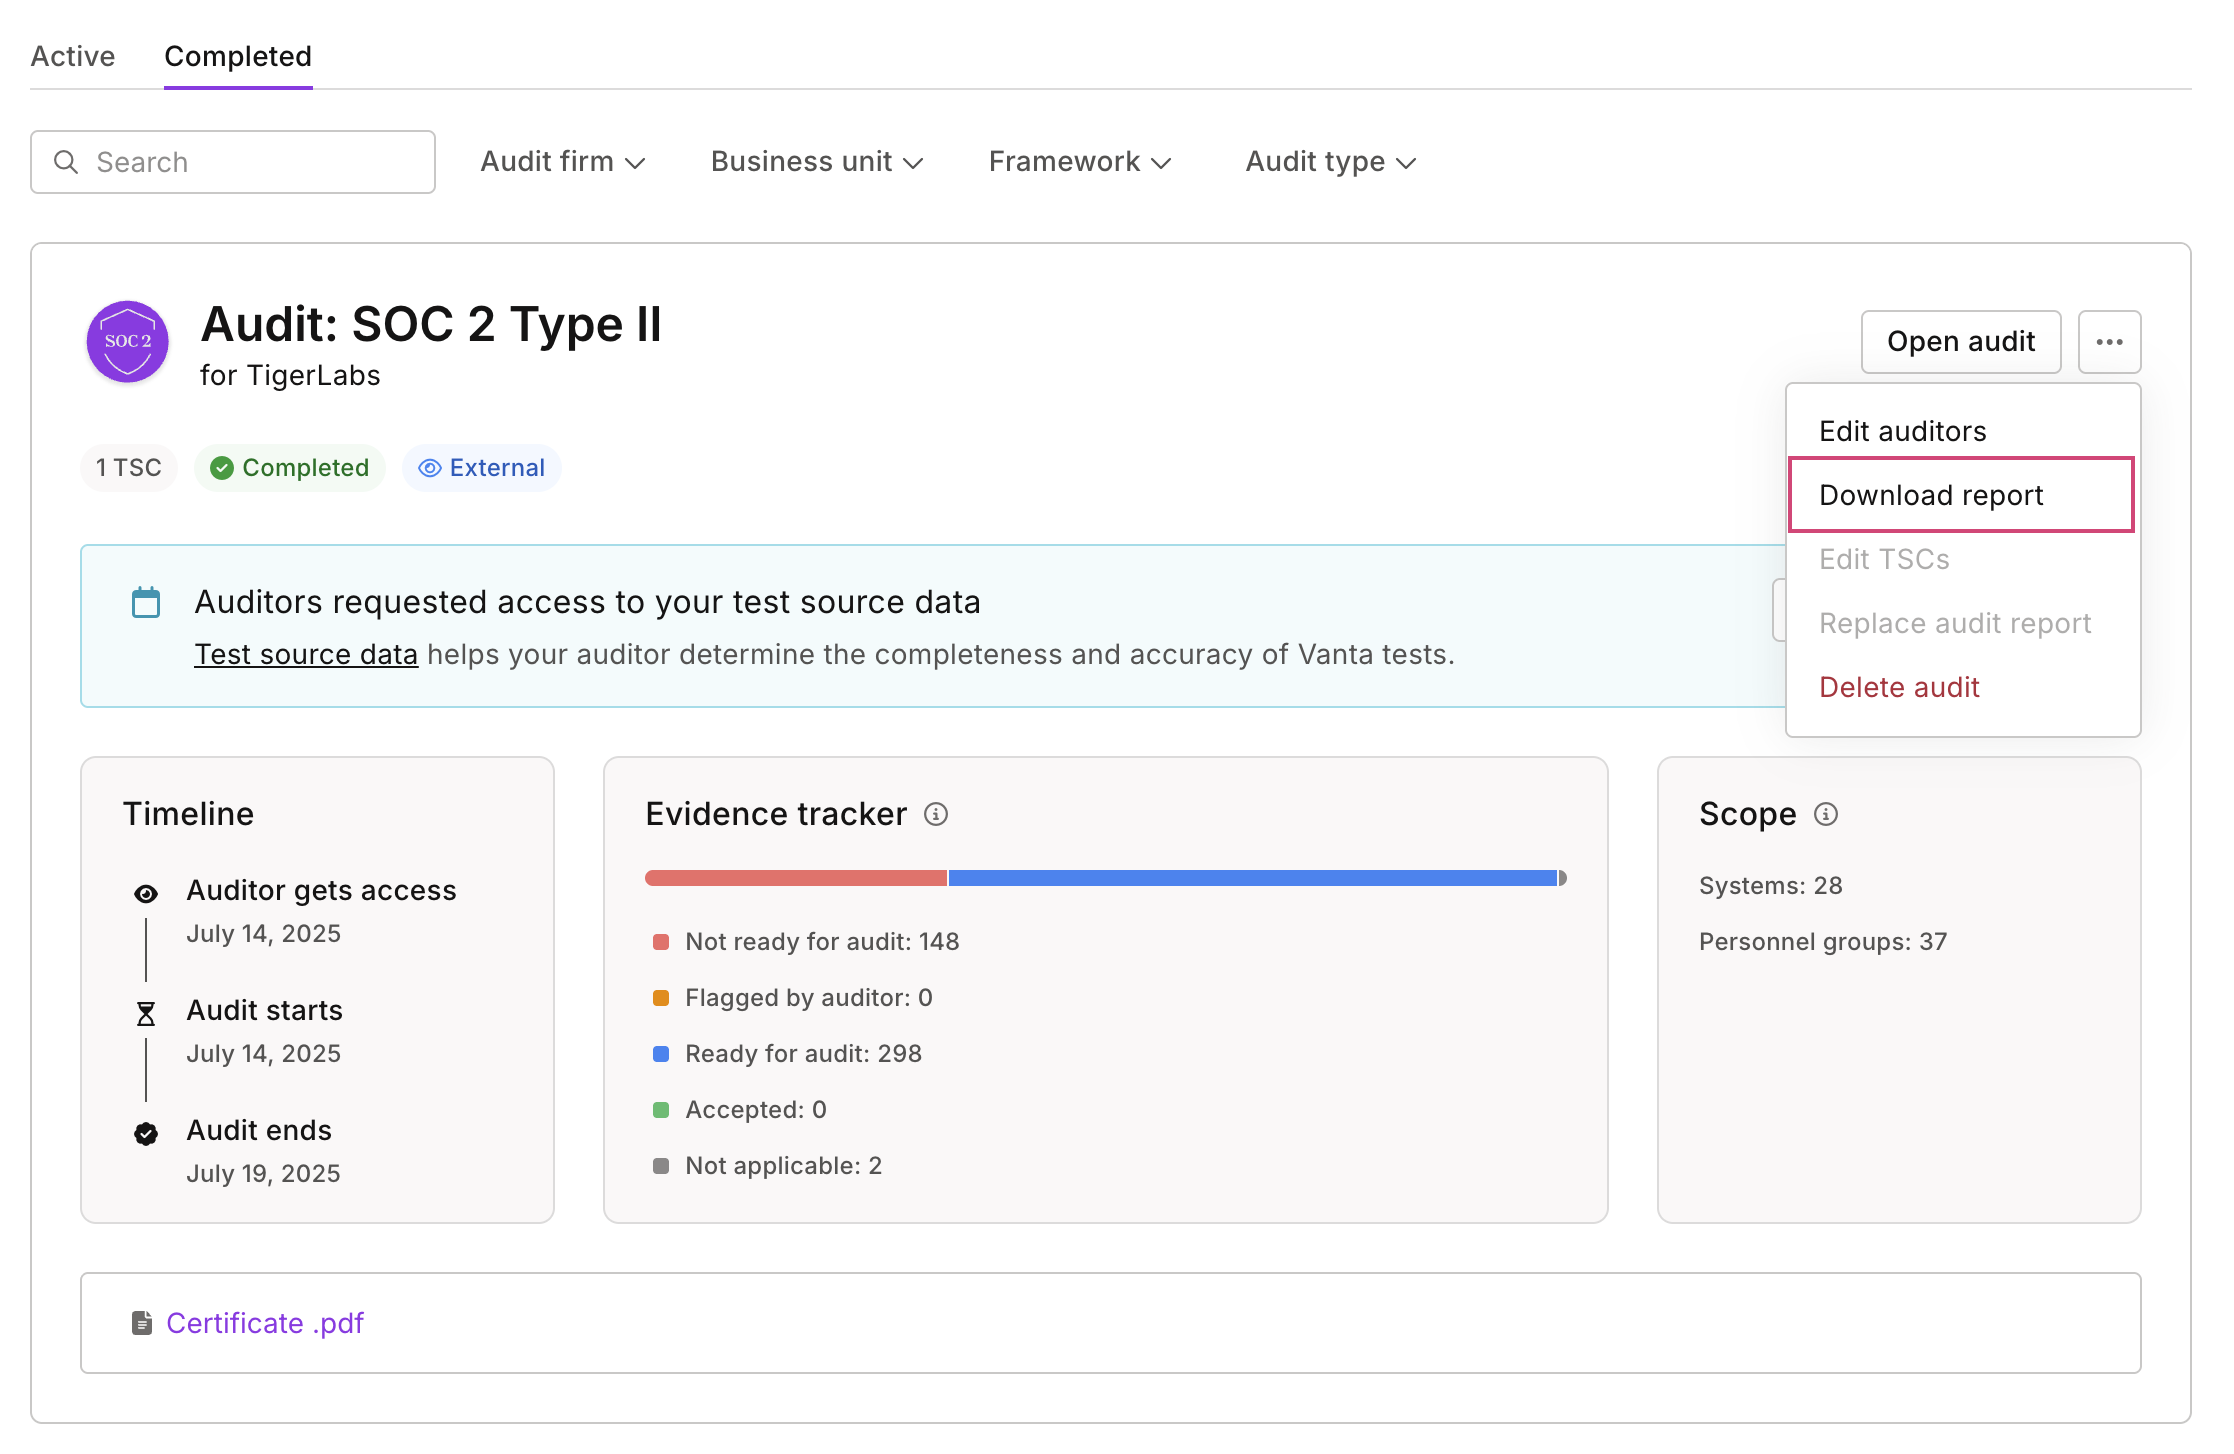 Active Completed
Search Audit firm Business unit Framework Audit type
SOC 2
Audit: SOC 2 Type II
for TigerLabs
Open audit
1 TSC Completed External
Edit auditors
Download report
Edit TSCs
Replace audit report
Delete audit
Auditors requested access to your test source data
Test source data helps your auditor determine the completeness and accuracy of Vanta tests.
Timeline
Auditor gets access
July 14, 2025
Audit starts
July 14, 2025
Audit ends
July 19, 2025
Evidence tracker
Not ready for audit: 148
Flagged by auditor: 0
Ready for audit: 298
Accepted: 0
Not applicable: 2
Scope
Systems: 28
Personnel groups: 37
Certificate .pdf